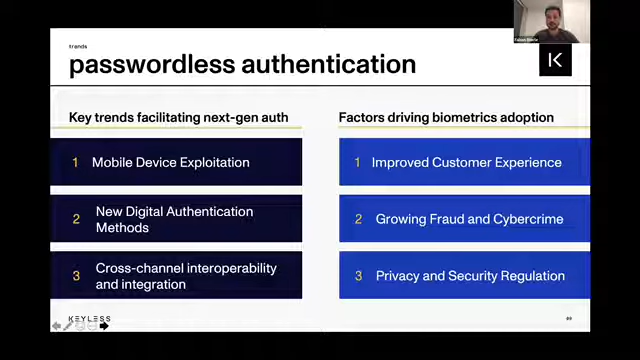 trends
passwordless authentication
Key trends facilitating next-gen auth
1 Mobile Device Exploitation
2 New Digital Authentication
Methods
3 Cross-channel interoperability
and integration
Factors driving biometrics adoption
1 Improved Customer Experience
2 Growing Fraud and Cybercrime
3 Privacy and Security Regulation
KEYLESS